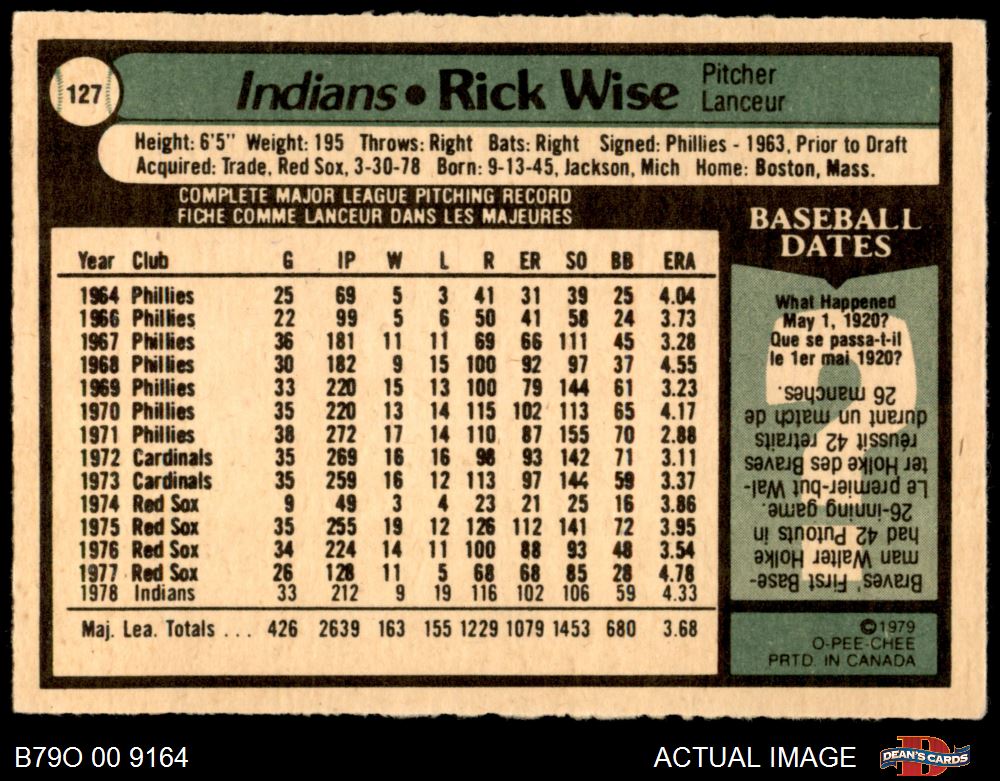 127
Indians • Rick Wise
Pitcher
Lanceur
Height: 6'5" Weight: 195 Throws: Right Bats: Right Signed: Phillies - 1963, Prior to Draft
Acquired: Trade, Red Sox, 3-30-78 Born: 9-13-45, Jackson, Mich Home: Boston, Mass.
COMPLETE MAJOR LEAGUE PITCHING RECORD
FICHE COMME LANCEUR DANS LES MAJEURES
Year Club G IP W L R ER SO BB ERA
1964 Phillies 25 69 5 3 41 31 39 25 4.04
1966 Phillies 22 99 5 6 50 41 58 24 3.73
1967 Phillies 36 181 11 11 69 66 111 45 3.28
1968 Phillies 30 182 9 15 100 92 97 37 4.55
1969 Phillies 33 220 15 13 100 79 144 61 3.23
1970 Phillies 35 220 13 14 115 102 113 65 4.17
1971 Phillies 38 272 17 14 110 87 155 70 2.88
1972 Cardinals 35 269 16 16 98 93 142 71 3.11
1973 Cardinals 35 259 16 12 113 97 144 59 3.37
1974 Red Sox 9 49 3 4 23 21 25 16 3.86
1975 Red Sox 35 255 19 12 126 112 141 72 3.95
1976 Red Sox 34 224 14 11 100 88 93 48 3.54
1977 Red Sox 26 128 11 5 68 68 85 28 4.78
1978 Indians 33 212 9 19 116 102 106 59 4.33
Maj. Lea. Totals ... 426 2639 163 155 1229 1079 1453 680 3.68
BASEBALL
DATES
What Happened
May 1, 1920?
Que se passa-t-il
le 1er mai 1920?
Braves' First Base-
man Walter Holke
had 42 Putouts in
26-inning game.
Le premier-but Wal-
ter Holke des Braves
réussit 42 retraits
durant un match de
26 manches.
©1979
O-PEE-CHEE
PRTD. IN CANADA
B79O 00 9164
ACTUAL IMAGE
DEAN'S CARDS